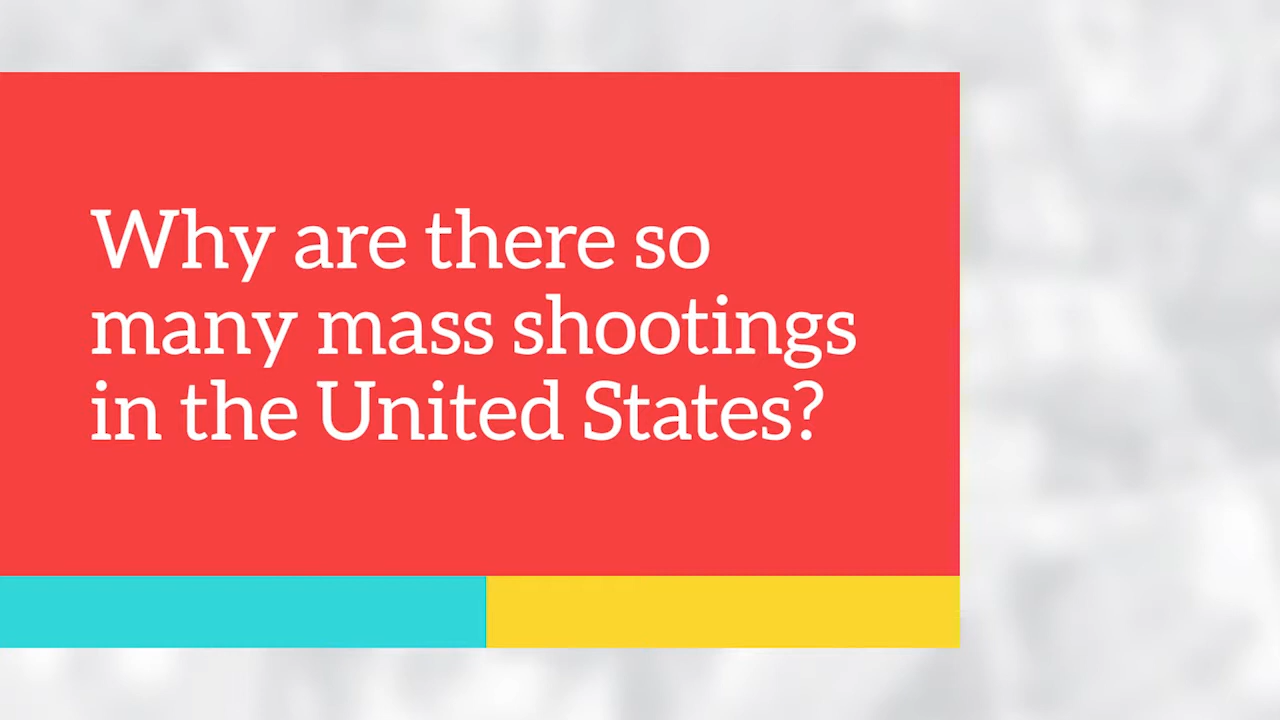 Why are there so
many mass shootings
in the United States?